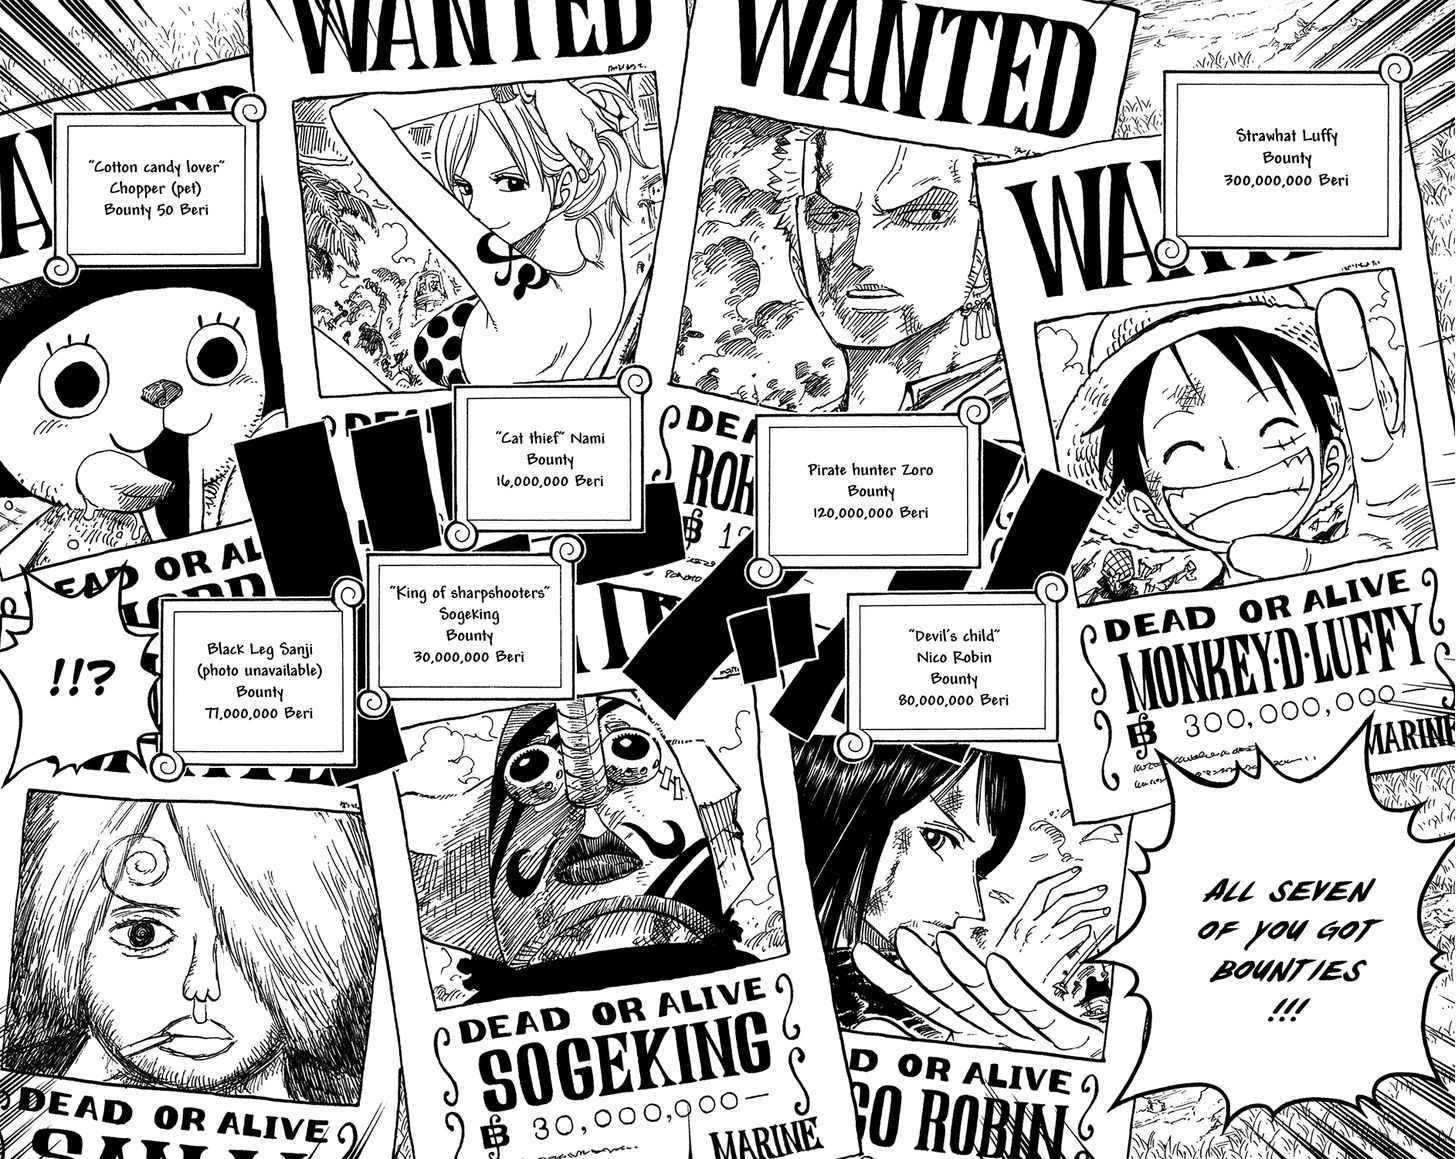 WANTED
WANTED
"Cotton candy lover"
Chopper (pet)
Bounty 50 Beri
Strawhat Luffy
Bounty
300,000,000 Beri
"Cat thief" Nami
Bounty
16,000,000 Beri
Pirate hunter Zoro
Bounty
120,000,000 Beri
DEAD OR AL
"King of sharpshooters"
Sogeking
Bounty
30,000,000 Beri
Black Leg Sanji
(photo unavailable)
Bounty
77,000,000 Beri
"Devil's child"
Nico Robin
Bounty
80,000,000 Beri
!!?
DEAD OR ALIVE
MONKEY·D·LUFFY
฿ 300,000,000
MARINE
ALL SEVEN
OF YOU GOT
BOUNTIES
!!!
DEAD OR ALIVE
SOGEKING
฿ 30,000,000—
MARINE
D OR ALIVE
CO ROBIN
DEAD OR ALIVE
SANJI